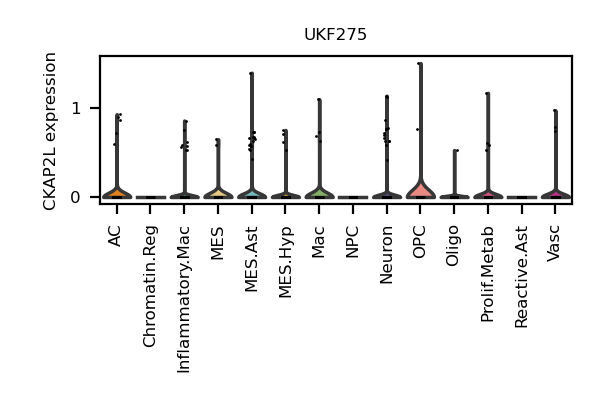 UKF275
CKAP2L expression
1
0
AC
Chromatin.Reg
Inflammatory.Mac
MES
MES.Ast
MES.Hyp
Mac
NPC
Neuron
OPC
Oligo
Prolif.Metab
Reactive.Ast
Vasc